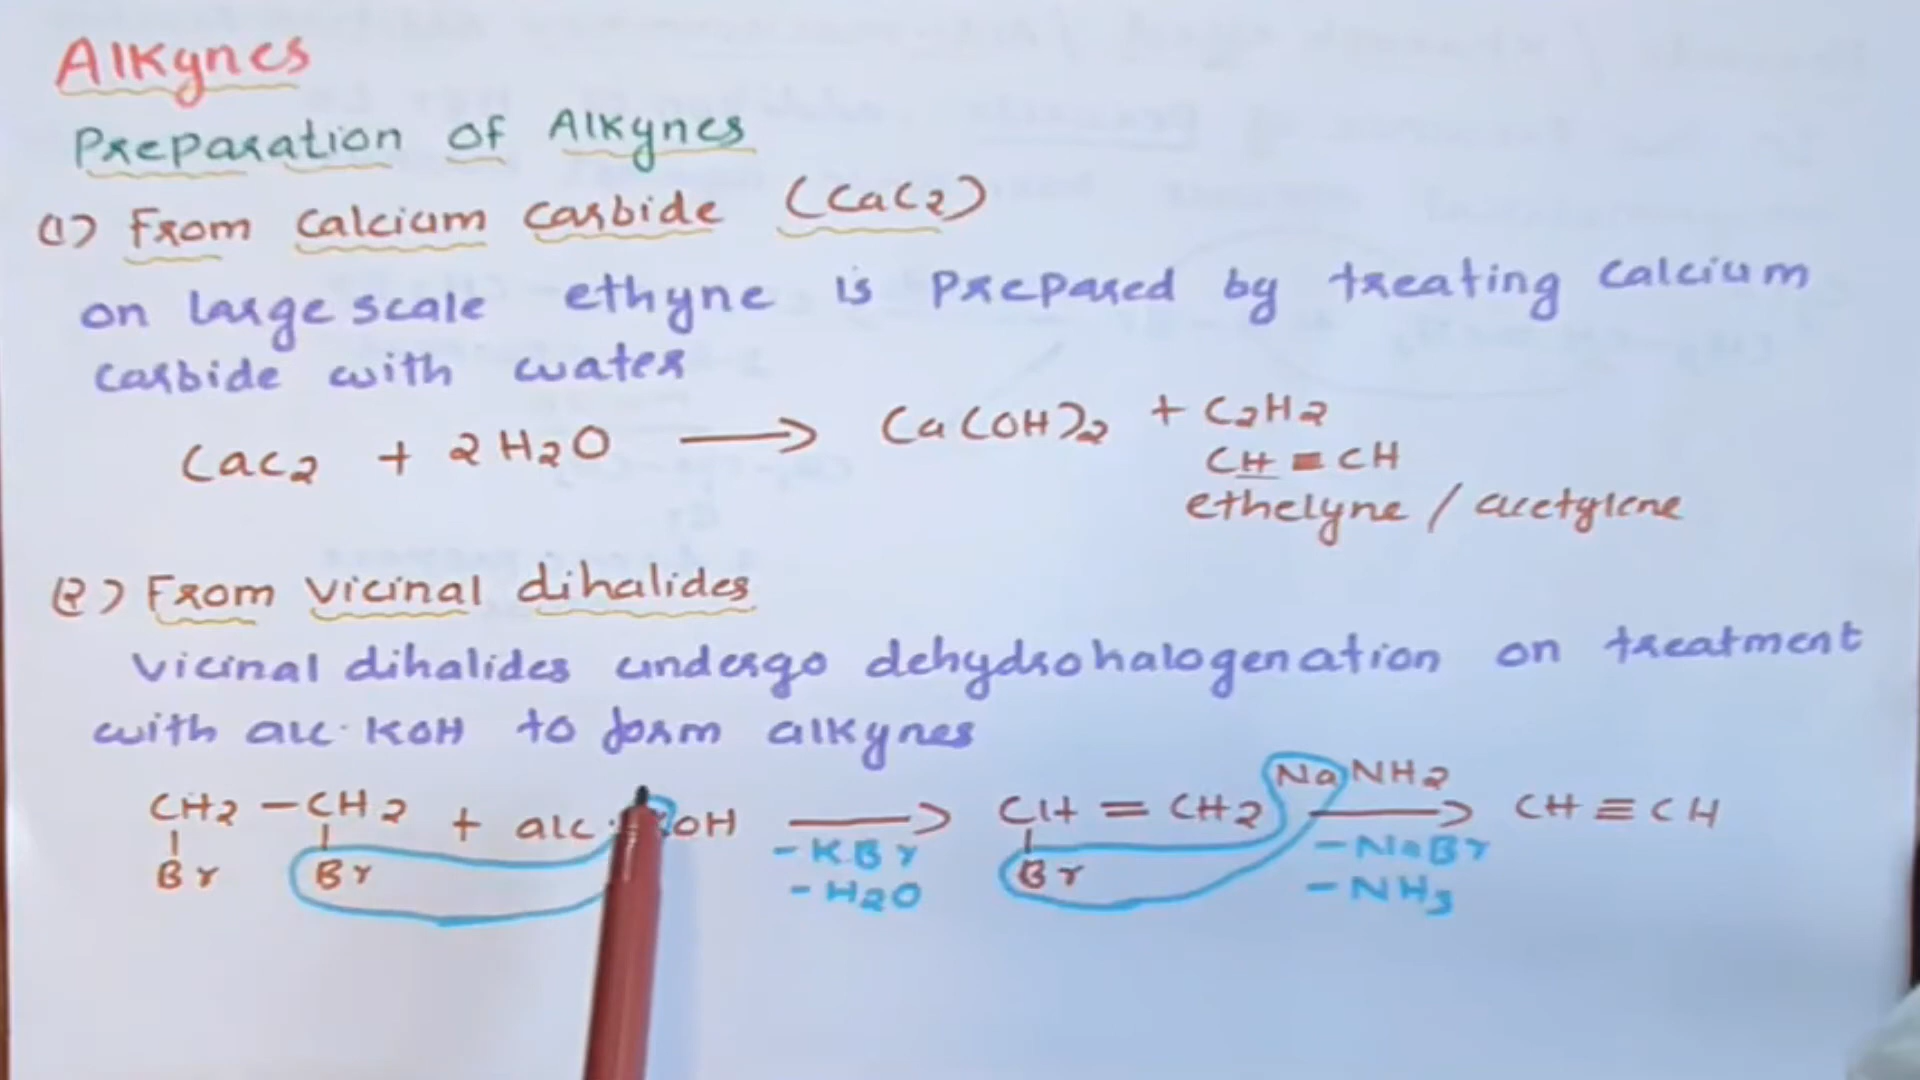 Alkynes
Preparation of Alkynes
(1) From calcium carbide (CaC2)
on large scale ethyne is prepared by treating calcium
carbide with water
CaC2 + 2H2O ⟶ Ca(OH)2 + C2H2
CH ≡ CH
ethelyne / acetylene
(2) From vicinal dihalides
vicinal dihalides undergo dehydrohalogenation on treatment
with alc. KOH to form alkynes
CH2 – CH2 + alc. KOH ⟶ CH = CH2 NaNH2 ⟶ CH ≡ CH
Br Br -KBr Br -NaBr
-H2O -NH3